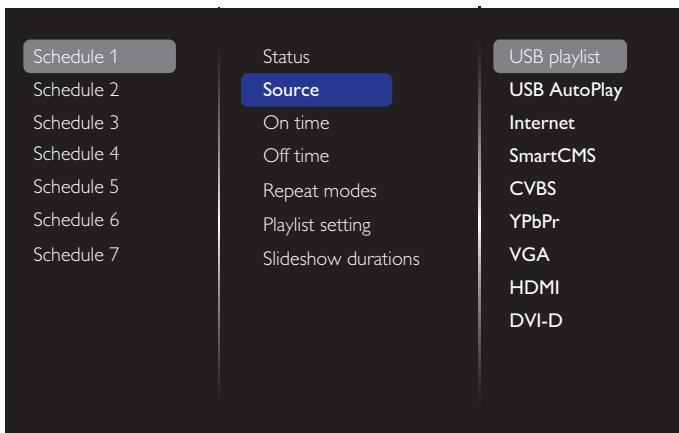 Schedule 1
Schedule 2
Schedule 3
Schedule 4
Schedule 5
Schedule 6
Schedule 7
Status
Source
On time
Off time
Repeat modes
Playlist setting
Slideshow durations
USB playlist
USB AutoPlay
Internet
SmartCMS
CVBS
YPbPr
VGA
HDMI
DVI-D